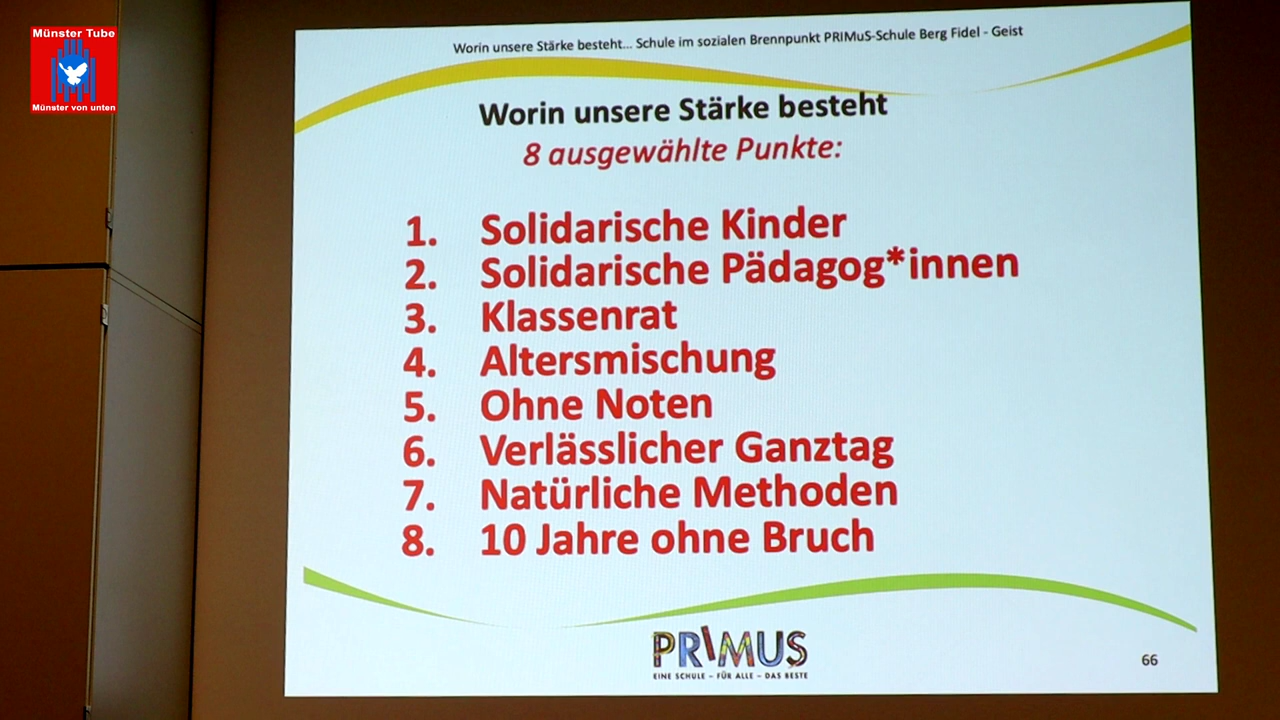 Münster Tube
Münster von unten
Worin unsere Stärke besteht... Schule im sozialen Brennpunkt PRIMuS-Schule Berg Fidel - Geist
Worin unsere Stärke besteht
8 ausgewählte Punkte:
1. Solidarische Kinder
2. Solidarische Pädagog*innen
3. Klassenrat
4. Altersmischung
5. Ohne Noten
6. Verlässlicher Ganztag
7. Natürliche Methoden
8. 10 Jahre ohne Bruch
PRIMUS
EINE SCHULE – FÜR ALLE – DAS BESTE
66